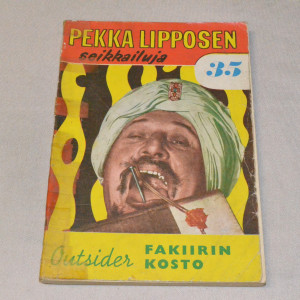 PEKKA LIPPOSEN
seikkailuja
35
Outsider
FAKIIRIN
KOSTO